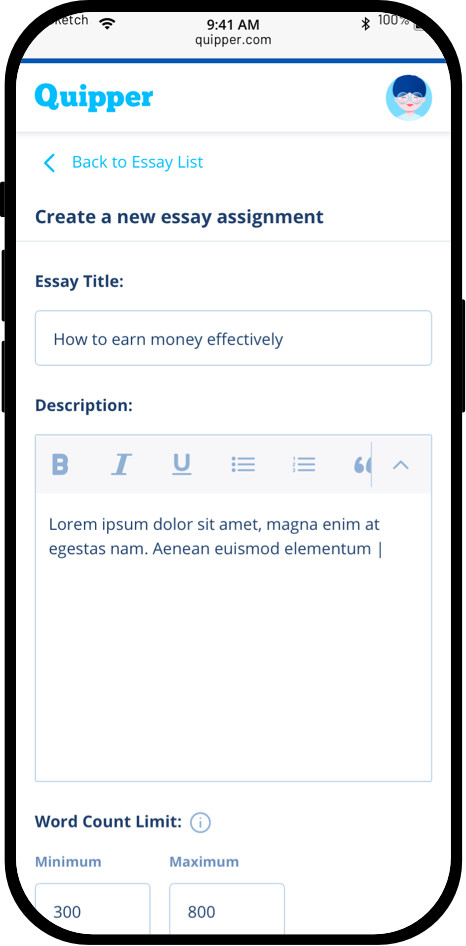 9:41 AM
100%
quipper.com
Quipper
Back to Essay List
Create a new essay assignment
Essay Title:
How to earn money effectively
Description:
B I U
Lorem ipsum dolor sit amet, magna enim at
egestas nam. Aenean euismod elementum |
Word Count Limit:
Minimum Maximum
300 800